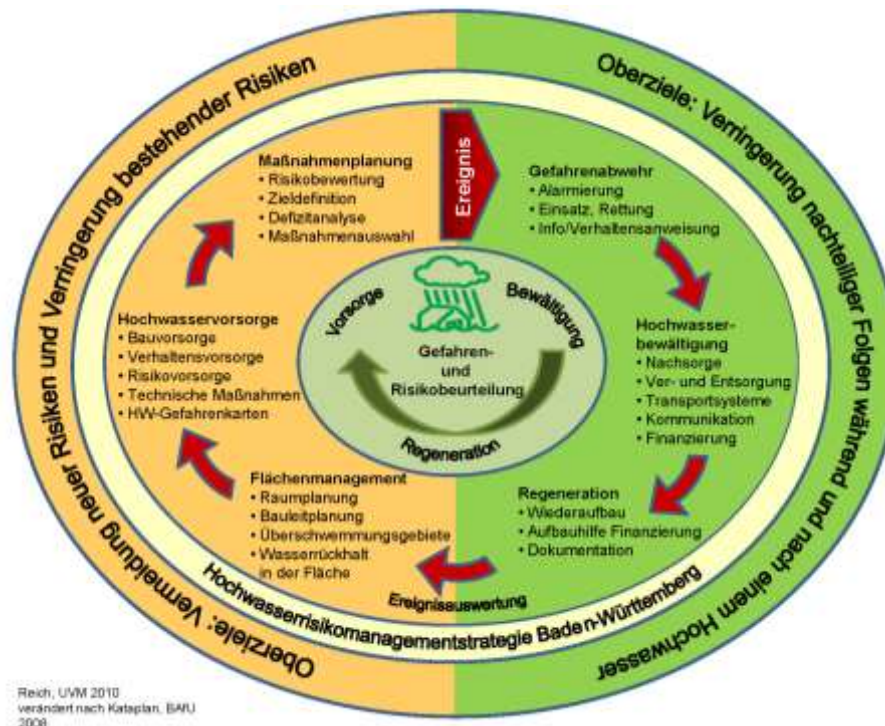 Oberziele: Vermeidung neuer Risiken und Verringerung bestehender Risiken
Oberziele: Verringerung nachteiliger Folgen während und nach einem Hochwasser
Hochwasserrisikomanagementstrategie Baden-Württemberg
Ereignis
Maßnahmenplanung
• Risikobewertung
• Zieldefinition
• Defizitanalyse
• Maßnahmenauswahl
Gefahrenabwehr
• Alarmierung
• Einsatz, Rettung
• Info/Verhaltensanweisung
Hochwasser-
bewältigung
• Nachsorge
• Ver- und Entsorgung
• Transportsysteme
• Kommunikation
• Finanzierung
Regeneration
• Wiederaufbau
• Aufbauhilfe Finanzierung
• Dokumentation
Ereignisauswertung
Flächenmanagement
• Raumplanung
• Bauleitplanung
• Überschwemmungsgebiete
• Wasserrückhalt
in der Fläche
Hochwasservorsorge
• Bauvorsorge
• Verhaltensvorsorge
• Risikovorsorge
• Technische Maßnahmen
• HW-Gefahrenkarten
Vorsorge
Bewältigung
Gefahren-
und
Risikobeurteilung
Regeneration
Reich, UVM 2010
verändert nach Kataplan, BAfU
2008